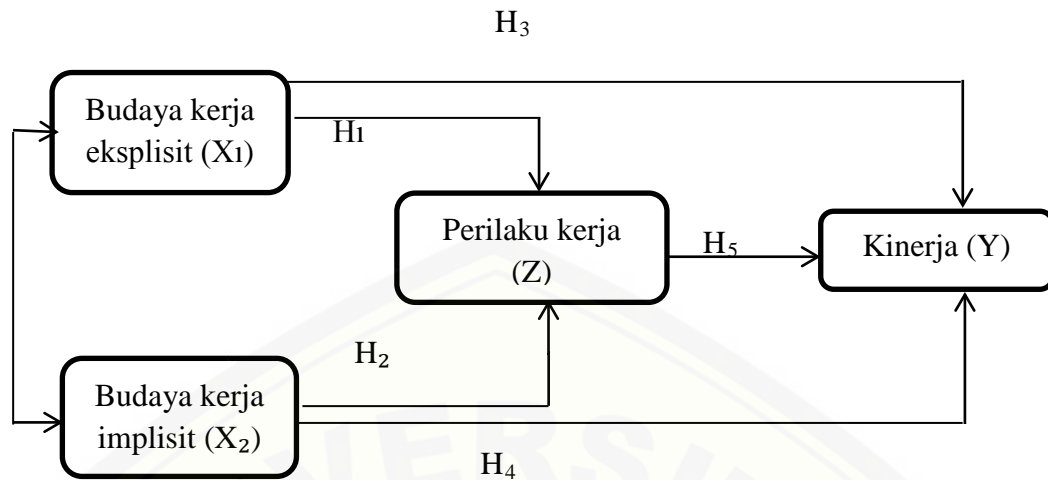 H₃
Budaya kerja
eksplisit (X₁)
H₁
Perilaku kerja
(Z)
H₅
Kinerja (Y)
H₂
Budaya kerja
implisit (X₂)
H₄